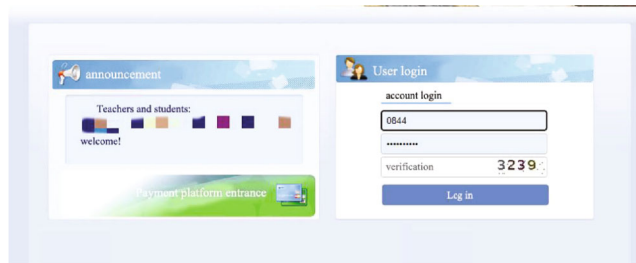 announcement
Teachers and students:
welcome!
Payment platform entrance
User login
account login
0844
••••••••••
verification
3239
Log in